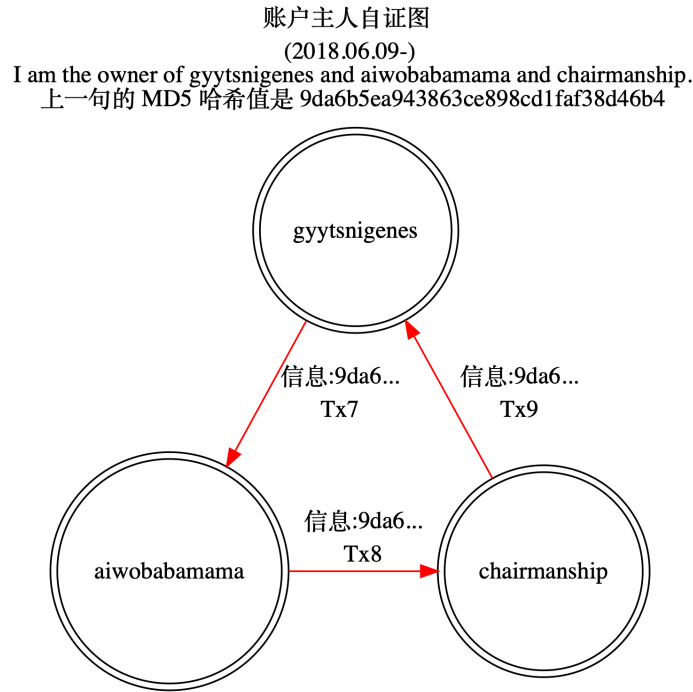 账户主人自证图
(2018.06.09-)
I am the owner of gyytsnigenes and aiwobabamama and chairmanship.
上一句的 MD5 哈希值是 9da6b5ea943863ce898cd1faf38d46b4
gyytsnigenes
信息:9da6...
Tx7
信息:9da6...
Tx9
信息:9da6...
Tx8
aiwobabamama
chairmanship